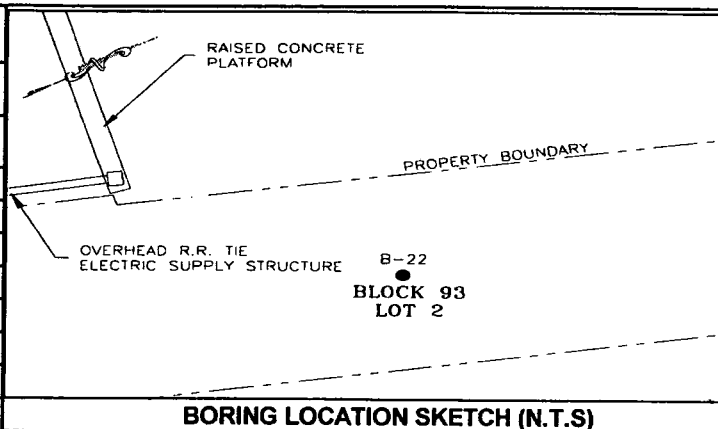 RAISED CONCRETE
PLATFORM
PROPERTY BOUNDARY
OVERHEAD R.R. TIE
ELECTRIC SUPPLY STRUCTURE
B-22
BLOCK 93
LOT 2
BORING LOCATION SKETCH (N.T.S)